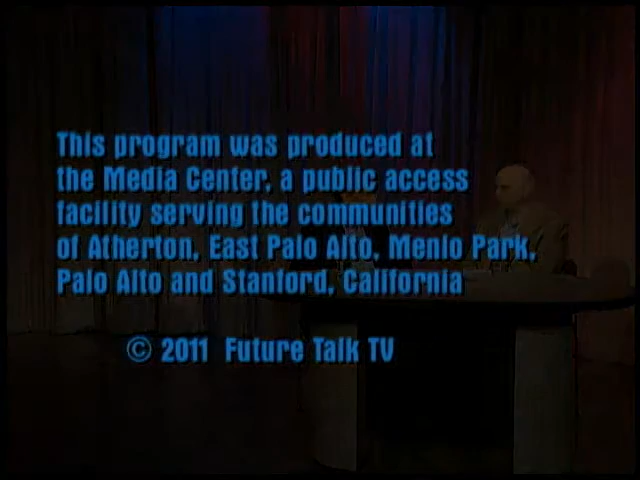 This program was produced at
the Media Center, a public access
facility serving the communities
of Atherton, East Palo Alto, Menlo Park,
Palo Alto and Stanford, California
© 2011 Future Talk TV